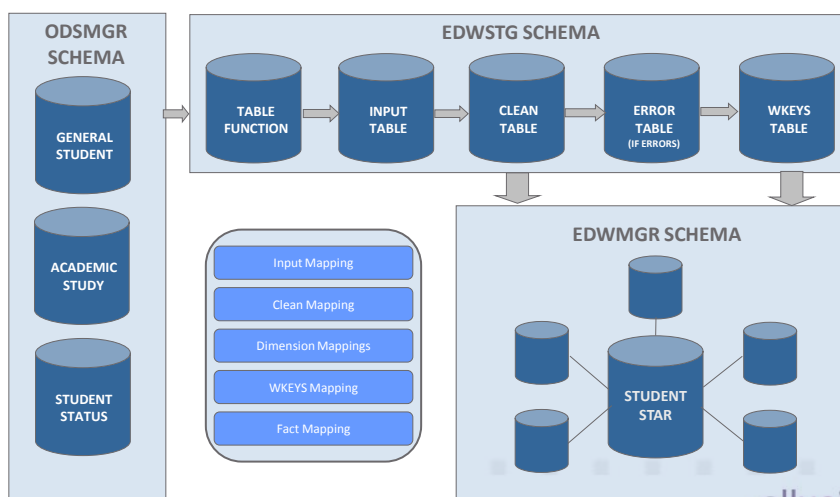 ODSMGR
SCHEMA
GENERAL
STUDENT
ACADEMIC
STUDY
STUDENT
STATUS
EDWSTG SCHEMA
TABLE
FUNCTION
INPUT
TABLE
CLEAN
TABLE
ERROR
TABLE
(IF ERRORS)
WKEYS
TABLE
Input Mapping
Clean Mapping
Dimension Mappings
WKEYS Mapping
Fact Mapping
EDWMGR SCHEMA
STUDENT
STAR